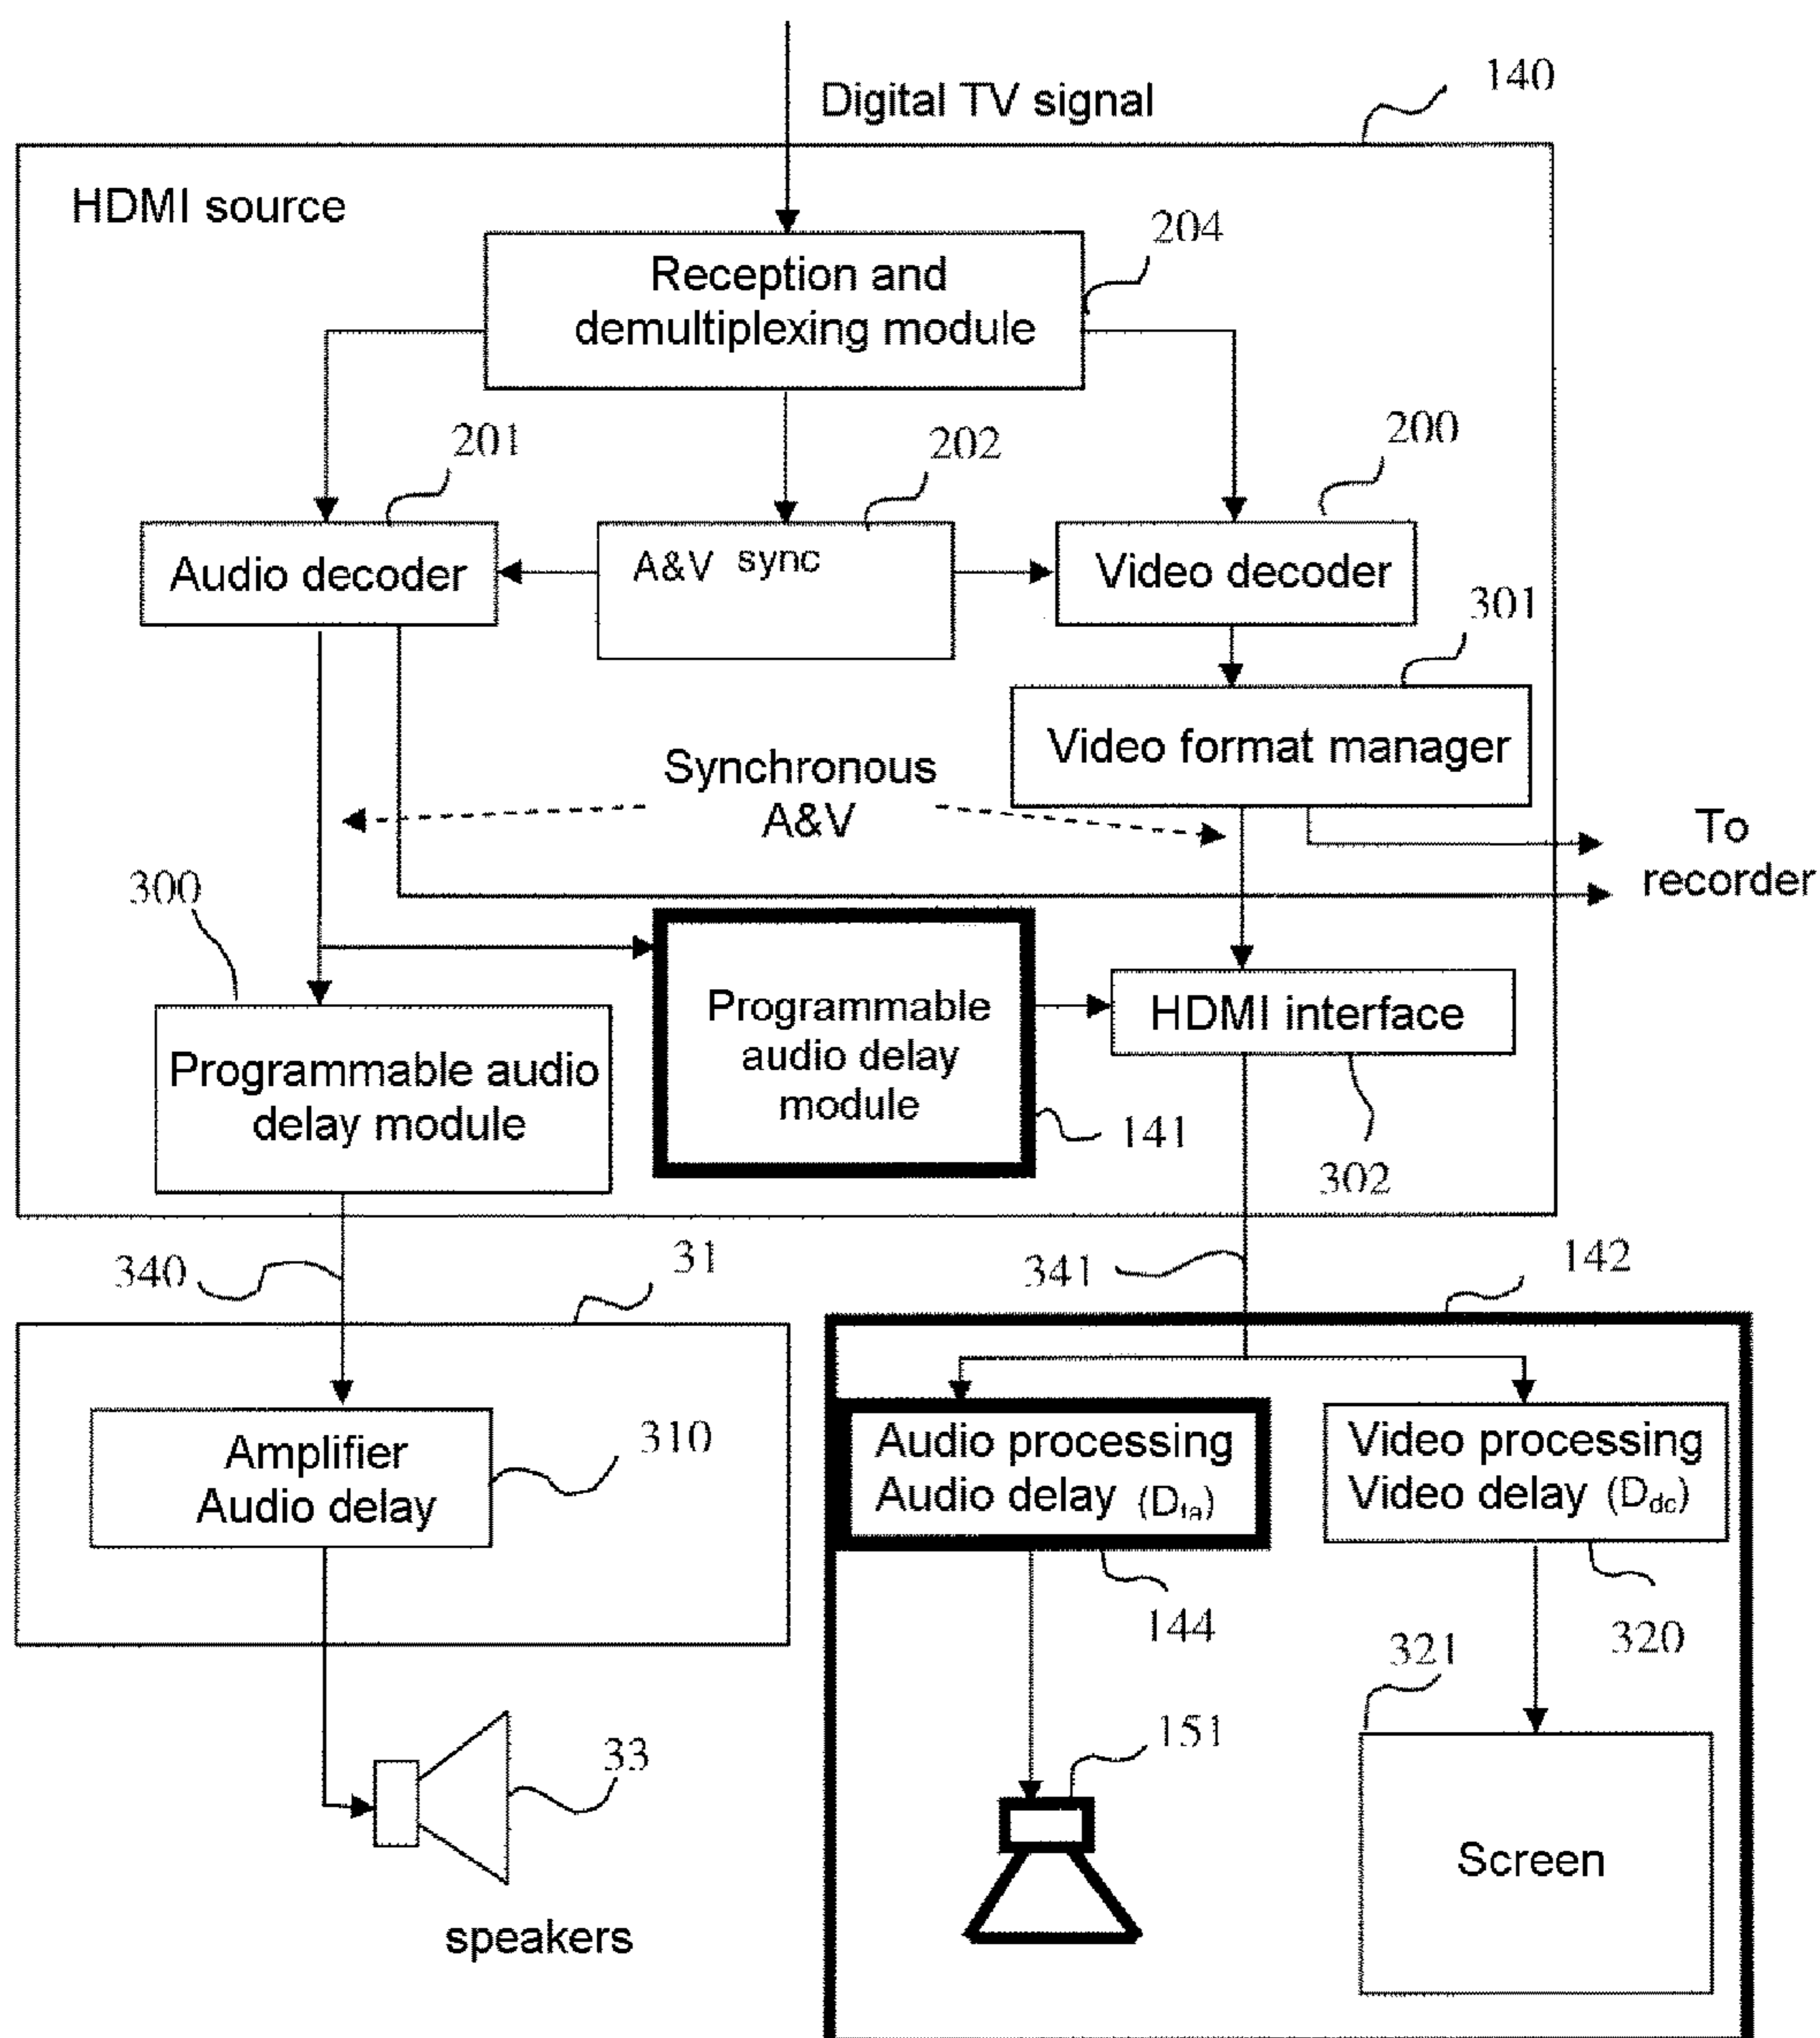 Digital TV signal
140
HDMI source
204
Reception and
demultiplexing module
201
202
200
Audio decoder
A&V sync
Video decoder
301
Video format manager
Synchronous
A&V
To
recorder
300
Programmable audio
delay module
Programmable
audio delay
module
HDMI interface
141
302
340
31
341
142
Amplifier
Audio delay
310
Audio processing
Audio delay (Dta)
Video processing
Video delay (Ddc)
144
320
321
151
33
Screen
speakers